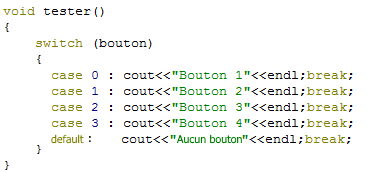 void tester()
{
switch (bouton)
{
case 0 : cout<<"Bouton 1"<<endl;break;
case 1 : cout<<"Bouton 2"<<endl;break;
case 2 : cout<<"Bouton 3"<<endl;break;
case 3 : cout<<"Bouton 4"<<endl;break;
default : cout<<"Aucun bouton"<<endl;break;
}
}